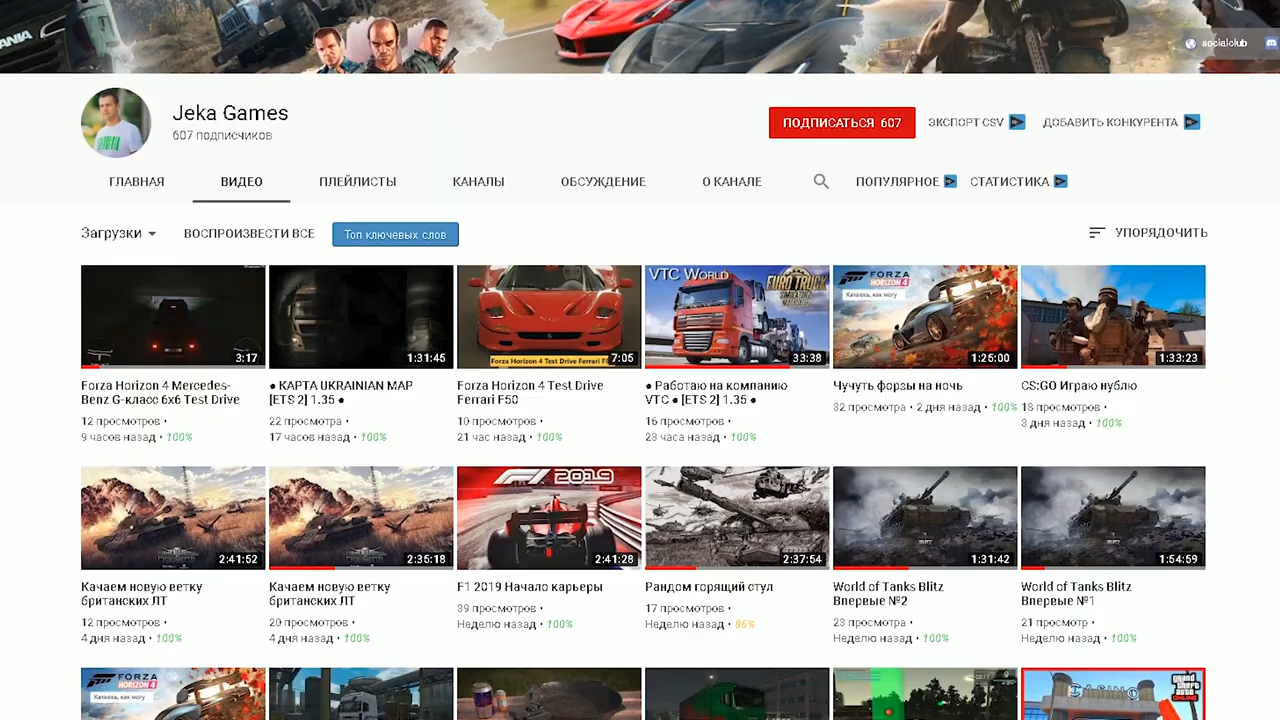 SCANIA
socialclub
Jeka Games
607 подписчиков
ПОДПИСАТЬСЯ 607
ЭКСПОРТ CSV
ДОБАВИТЬ КОНКУРЕНТА
ГЛАВНАЯ
ВИДЕО
ПЛЕЙЛИСТЫ
КАНАЛЫ
ОБСУЖДЕНИЕ
О КАНАЛЕ
ПОПУЛЯРНОЕ
СТАТИСТИКА
Загрузки
ВОСПРОИЗВЕСТИ ВСЕ
Топ ключевых слов
УПОРЯДОЧИТЬ
3:17
1:31:45
Forza Horizon 4 Test Drive Ferrari F50
7:05
VTC World
EURO TRUCK
SIMULATOR 2
33:38
FORZA
HORIZON 4
Катаюсь, как могу
1:25:00
1:33:23
Forza Horizon 4 Mercedes-
Benz G-класс 6x6 Test Drive
12 просмотров •
9 часов назад • 100%
● КАРТА UKRAINIAN MAP
[ETS 2] 1.35 ●
22 просмотра •
17 часов назад • 100%
Forza Horizon 4 Test Drive
Ferrari F50
10 просмотров •
21 час назад • 100%
● Работаю на компанию
VTC ● [ETS 2] 1.35 ●
16 просмотров •
23 часа назад • 100%
Чучуть форзы на ночь
32 просмотра • 2 дня назад • 100%
CS:GO Играю нублю
18 просмотров •
3 дня назад • 100%
2:41:52
2:35:18
F1 2019
2:41:28
2:37:54
BLITZ
1:31:42
BLITZ
1:54:59
Качаем новую ветку
британских ЛТ
12 просмотров •
4 дня назад • 100%
Качаем новую ветку
британских ЛТ
20 просмотров •
4 дня назад • 100%
F1 2019 Начало карьеры
39 просмотров •
Неделю назад • 100%
Рандом горящий стул
17 просмотров •
Неделю назад • 86%
World of Tanks Blitz
Впервые №2
23 просмотра •
Неделю назад • 100%
World of Tanks Blitz
Впервые №1
21 просмотр •
Неделю назад • 100%
FORZA
HORIZON 4
Катаюсь, как могу
CASINO
grand
theft
auto
ONLINE